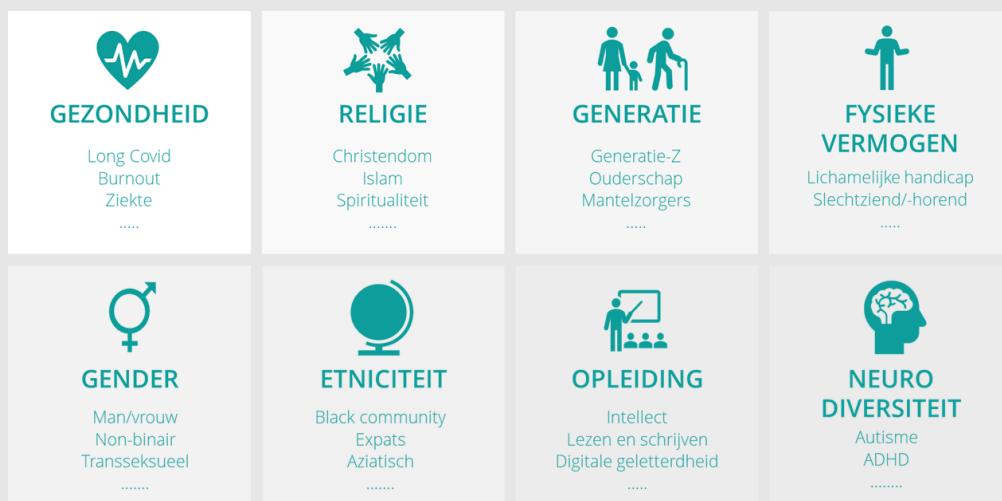 GEZONDHEID
Long Covid
Burnout
Ziekte
.....
RELIGIE
Christendom
Islam
Spiritualiteit
.......
GENERATIE
Generatie-Z
Ouderschap
Mantelzorgers
.....
FYSIEKE
VERMOGEN
Lichamelijke handicap
Slechtziend/-horend
.....
GENDER
Man/vrouw
Non-binair
Transseksueel
.......
ETNICITEIT
Black community
Expats
Aziatisch
.......
OPLEIDING
Intellect
Lezen en schrijven
Digitale geletterdheid
.....
NEURO
DIVERSITEIT
Autisme
ADHD
........